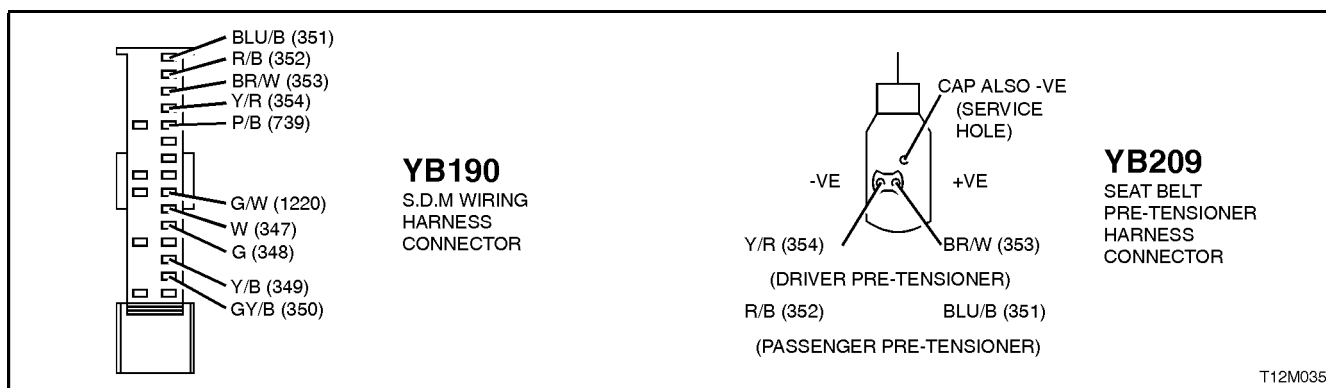 BLU/B (351)
R/B (352)
BR/W (353)
Y/R (354)
P/B (739)
G/W (1220)
W (347)
G (348)
Y/B (349)
GY/B (350)
YB190
S.D.M WIRING
HARNESS
CONNECTOR
CAP ALSO -VE
(SERVICE
HOLE)
-VE
+VE
Y/R (354)
BR/W (353)
(DRIVER PRE-TENSIONER)
R/B (352)
BLU/B (351)
(PASSENGER PRE-TENSIONER)
YB209
SEAT BELT
PRE-TENSIONER
HARNESS
CONNECTOR
T12M035